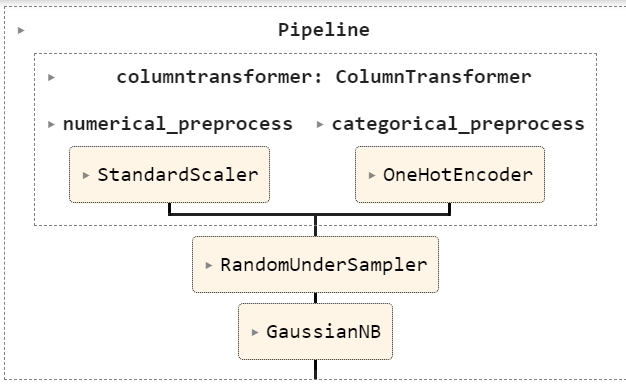 Pipeline
columntransformer: ColumnTransformer
numerical_preprocess categorical_preprocess
StandardScaler OneHotEncoder
RandomUnderSampler
GaussianNB